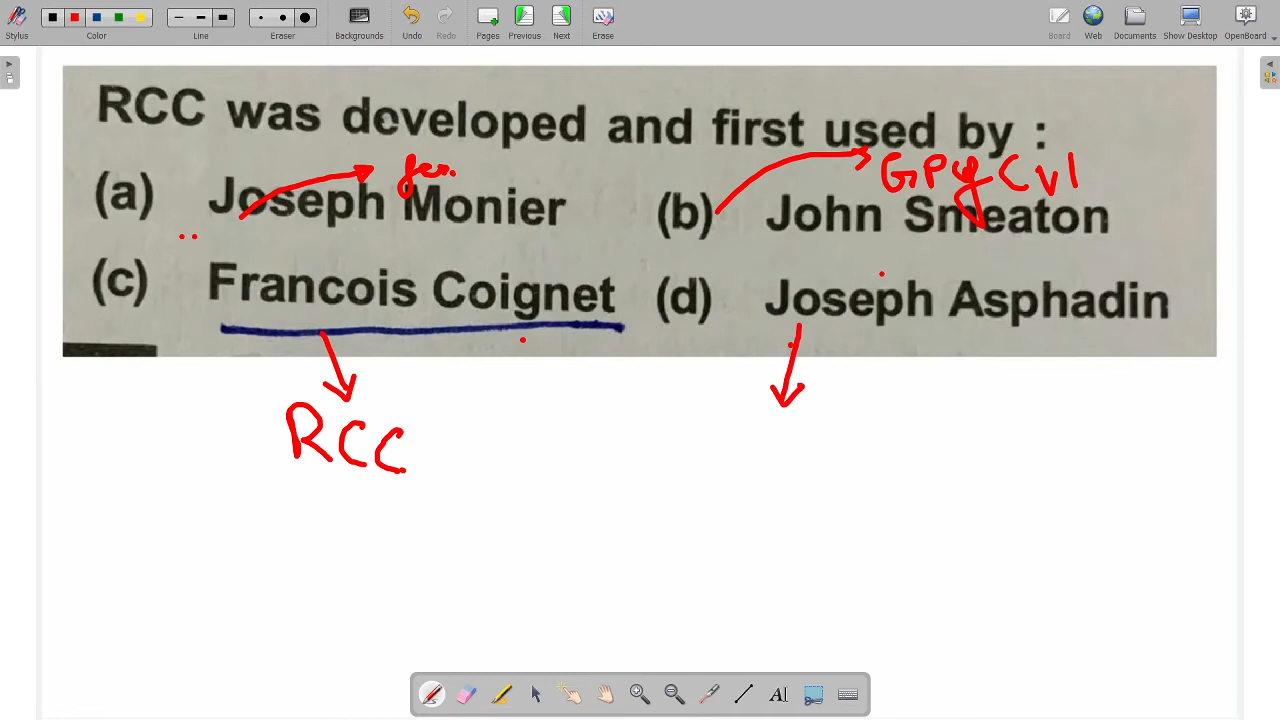 Stylus Color Line Eraser Backgrounds Undo Redo Pages Previous Next Erase Board Web Documents Show Desktop OpenBoard
RCC was developed and first used by :
(a) Joseph Monier (b) John Smeaton
(c) Francois Coignet (d) Joseph Asphadin
RCC